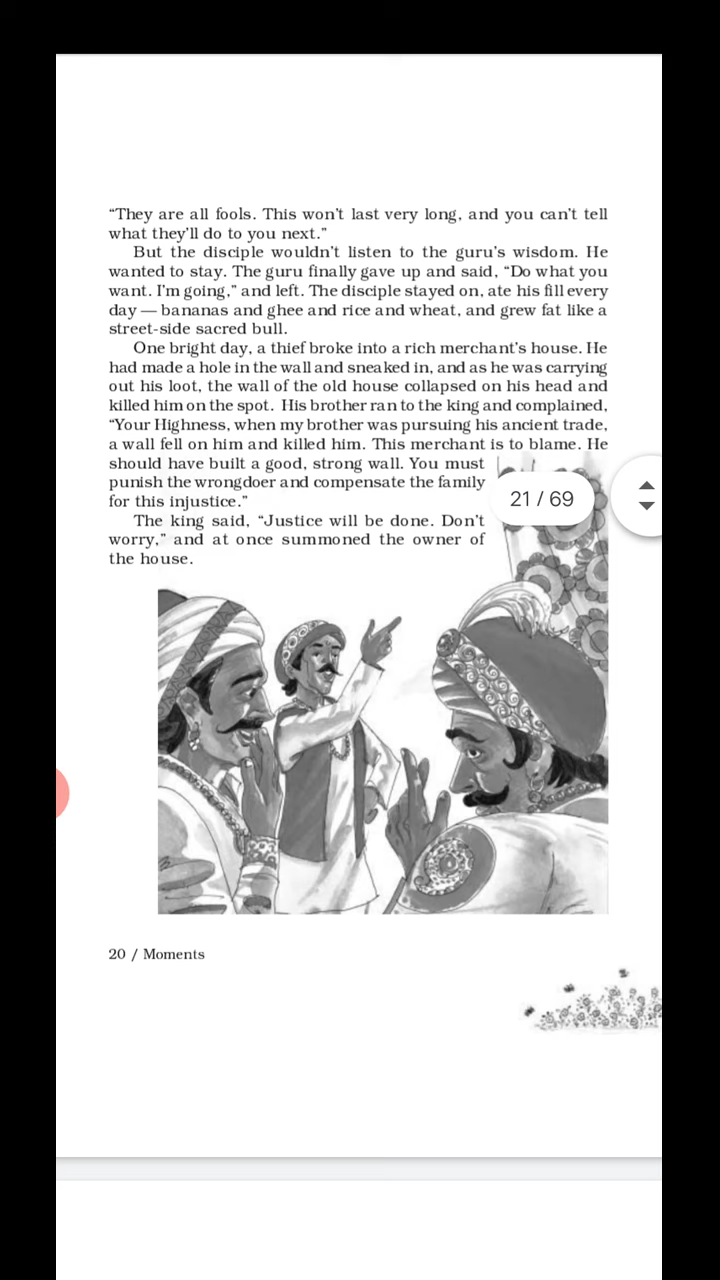 “They are all fools. This won’t last very long, and you can’t tell
what they’ll do to you next.”
But the disciple wouldn’t listen to the guru’s wisdom. He
wanted to stay. The guru finally gave up and said, “Do what you
want. I’m going,” and left. The disciple stayed on, ate his fill every
day — bananas and ghee and rice and wheat, and grew fat like a
street-side sacred bull.
One bright day, a thief broke into a rich merchant’s house. He
had made a hole in the wall and sneaked in, and as he was carrying
out his loot, the wall of the old house collapsed on his head and
killed him on the spot. His brother ran to the king and complained,
“Your Highness, when my brother was pursuing his ancient trade,
a wall fell on him and killed him. This merchant is to blame. He
should have built a good, strong wall. You must
punish the wrongdoer and compensate the family
for this injustice.”
21 / 69
The king said, “Justice will be done. Don’t
worry,” and at once summoned the owner of
the house.
20 / Moments